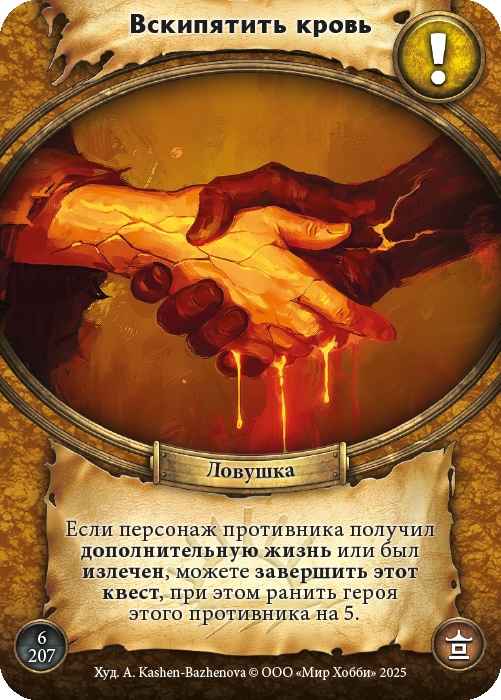 Вскипятить кровь
!
Ловушка
Если персонаж противника получил
дополнительную жизнь или был
излечен, можете завершить этот
квест, при этом ранить героя
этого противника на 5.
6
207
Худ. A. Kashen-Bazhenova © ООО «Мир Хобби» 2025